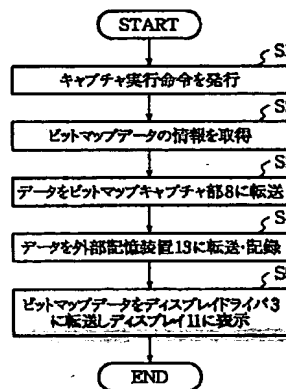 START
S
キャプチャ実行命令を発行
S
ビットマップデータの情報を取得
S
データをビットマップキャプチャ部8に転送
S
データを外部記憶装置13に転送・記録
S
ビットマップデータをディスプレイドライバ3
に転送しディスプレイ11に表示
END